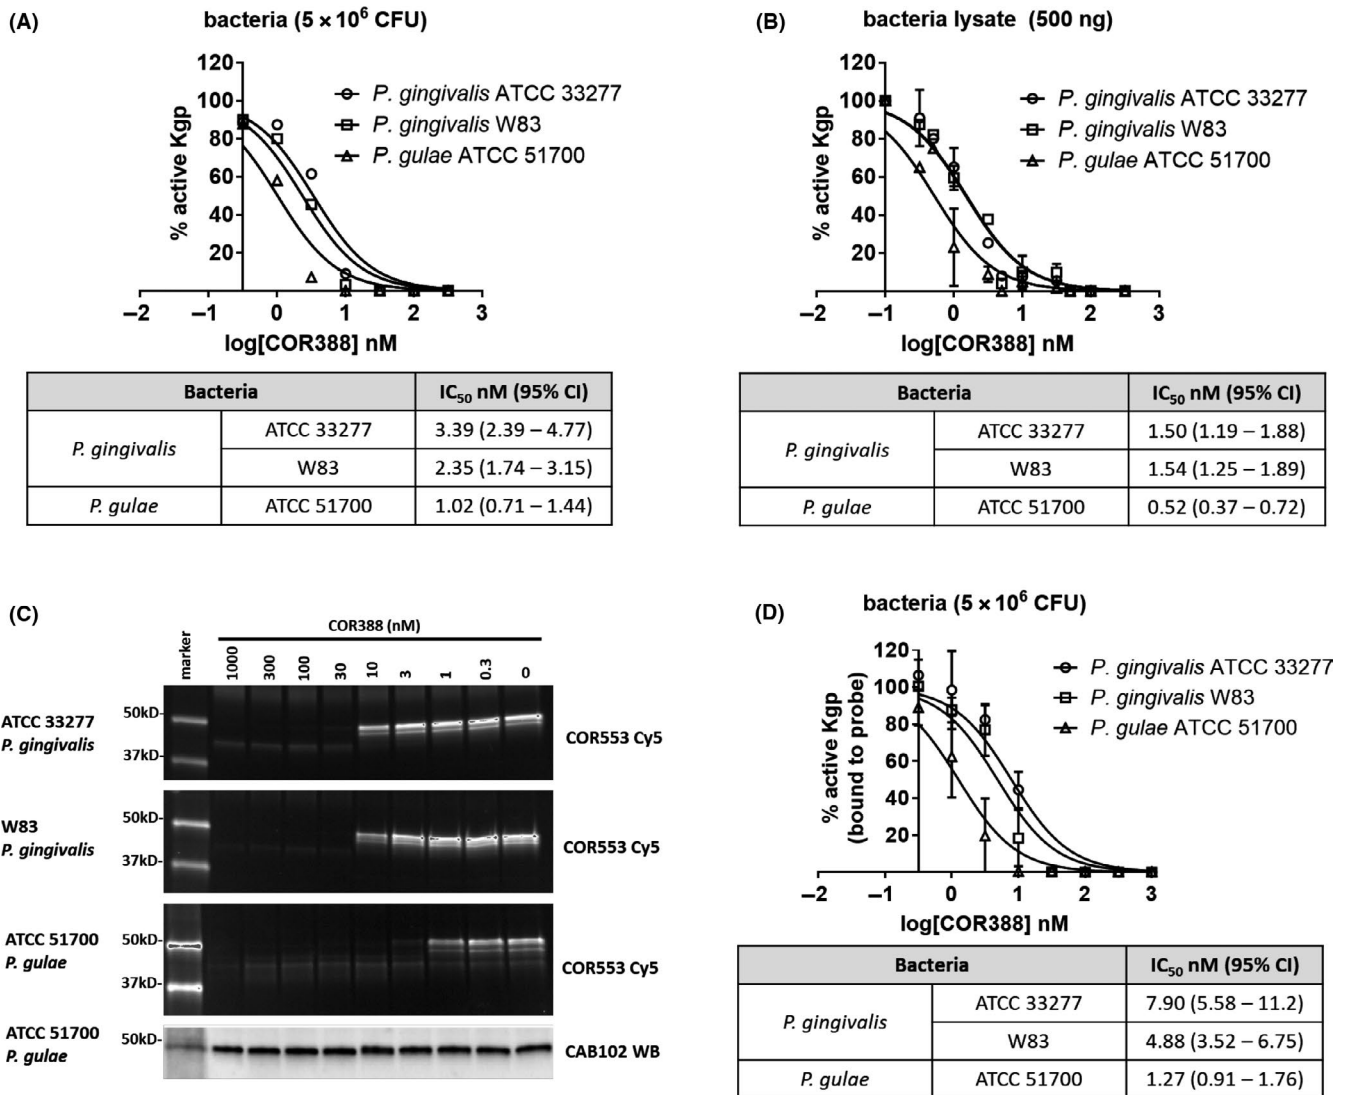 (A)
bacteria (5 × 10⁶ CFU)
120
100
80
60
40
20
% active Kgp
P. gingivalis ATCC 33277
P. gingivalis W83
P. gulae ATCC 51700
–2 –1 0 1 2 3
log[COR388] nM
Bacteria IC₅₀ nM (95% CI)
P. gingivalis ATCC 33277 3.39 (2.39 – 4.77)
W83 2.35 (1.74 – 3.15)
P. gulae ATCC 51700 1.02 (0.71 – 1.44)
(B)
bacteria lysate (500 ng)
120
100
80
60
40
20
% active Kgp
P. gingivalis ATCC 33277
P. gingivalis W83
P. gulae ATCC 51700
–2 –1 0 1 2 3
log[COR388] nM
Bacteria IC₅₀ nM (95% CI)
P. gingivalis ATCC 33277 1.50 (1.19 – 1.88)
W83 1.54 (1.25 – 1.89)
P. gulae ATCC 51700 0.52 (0.37 – 0.72)
(C)
COR388 (nM)
marker 1000 300 100 30 10 3 1 0.3 0
ATCC 33277
P. gingivalis
50kD-
37kD-
COR553 Cy5
W83
P. gingivalis
50kD-
37kD-
COR553 Cy5
ATCC 51700
P. gulae
50kD-
37kD-
COR553 Cy5
ATCC 51700
P. gulae
50kD-
CAB102 WB
(D)
bacteria (5 × 10⁶ CFU)
120
100
80
60
40
20
% active Kgp
(bound to probe)
P. gingivalis ATCC 33277
P. gingivalis W83
P. gulae ATCC 51700
–2 –1 0 1 2 3
log[COR388] nM
Bacteria IC₅₀ nM (95% CI)
P. gingivalis ATCC 33277 7.90 (5.58 – 11.2)
W83 4.88 (3.52 – 6.75)
P. gulae ATCC 51700 1.27 (0.91 – 1.76)